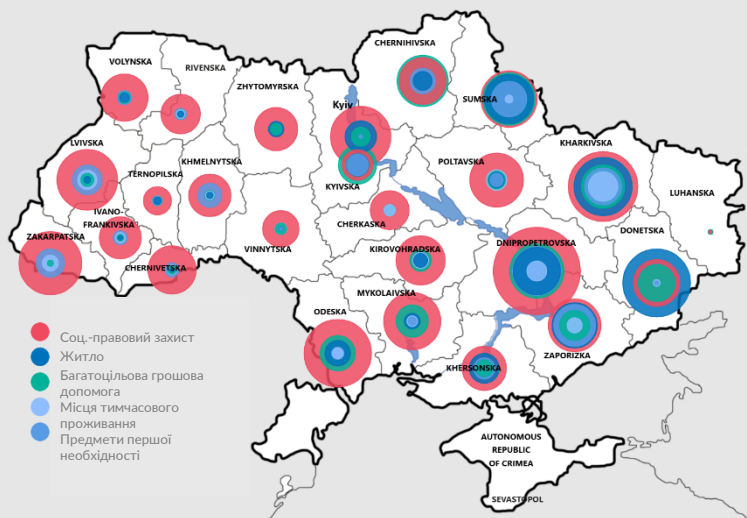 CHERNIHIVSKA
VOLYNSKA
RIVENSKA
ZHYTOMYRSKA
SUMSKA
Kyiv
LVIVSKA
KHMELNYTSKA
TERNOPILSKA
POLTAVSKA
KHARKIVSKA
KYIVSKA
LUHANSKA
IVANO-
FRANKIVSKA
CHERKASKA
ZAKARPATSKA
VINNYTSKA
KIROVOHRADSKA
DNIPROPETROVSKA
DONETSKA
CHERNIVETSKA
MYKOLAIVSKA
ODESKA
ZAPORIZKA
KHERSONSKA
Соц.-правовий захист
Житло
Багатоцільова грошова
допомога
Місця тимчасового
проживання
Предмети першої
необхідності
AUTONOMOUS
REPUBLIC
OF CRIMEA
SEVASTOPOL